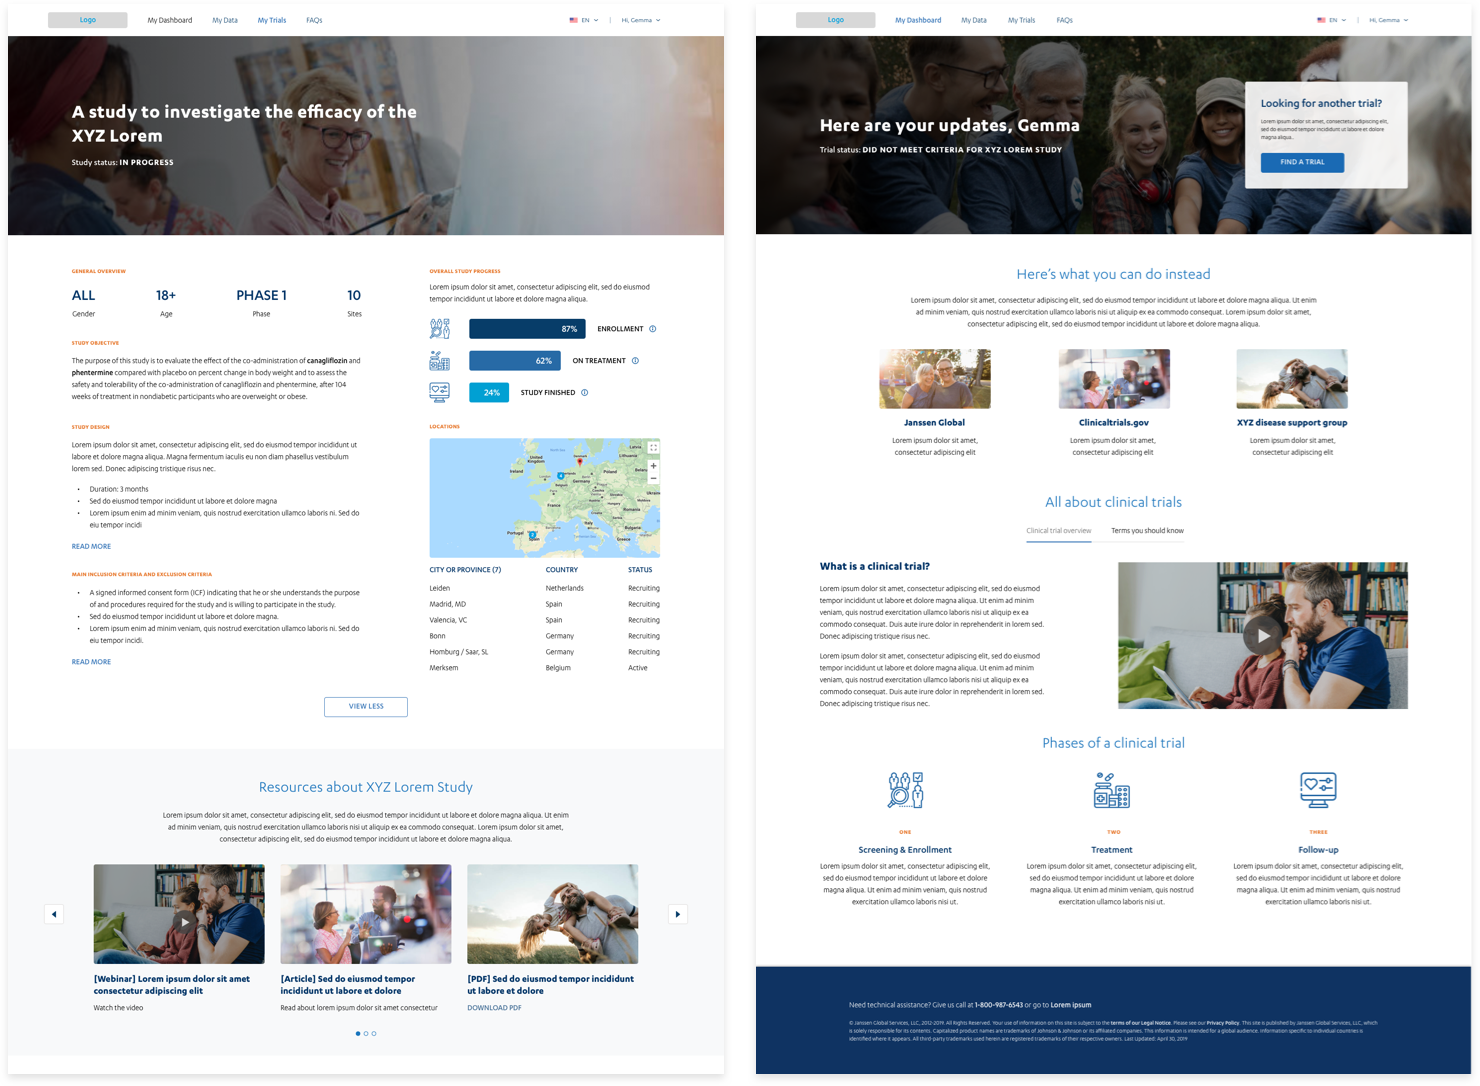 Logo
My Dashboard
My Data
My Trials
FAQs
EN
Hi, Gemma
A study to investigate the efficacy of the
XYZ Lorem
Study status: IN PROGRESS
GENERAL OVERVIEW
ALL
Gender
18+
Age
PHASE 1
Phase
10
Sites
STUDY OBJECTIVE
The purpose of this study is to evaluate the effect of the co-administration of canagliflozin and
phentermine compared with placebo on percent change in body weight and to assess the
safety and tolerability of the co-administration of canagliflozin and phentermine, after 104
weeks of treatment in nondiabetic participants who are overweight or obese.
STUDY DESIGN
Lorem ipsum dolor sit amet, consectetur adipiscing elit, sed do eiusmod tempor incididunt ut
labore et dolore magna aliqua. Magna fermentum iaculis eu non diam phasellus vestibulum
lorem sed. Donec adipiscing tristique risus nec.
• Duration: 3 months
• Sed do eiusmod tempor incididunt ut labore et dolore magna
• Lorem ipsum enim ad minim veniam, quis nostrud exercitation ullamco laboris ni. Sed do
eiu tempor incidi
READ MORE
MAIN INCLUSION CRITERIA AND EXCLUSION CRITERIA
• A signed informed consent form (ICF) indicating that he or she understands the purpose
of and procedures required for the study and is willing to participate in the study.
• Sed do eiusmod tempor incididunt ut labore et dolore magna.
• Lorem ipsum enim ad minim veniam, quis nostrud exercitation ullamco laboris ni. Sed do
eiu tempor incidi.
READ MORE
OVERALL STUDY PROGRESS
Lorem ipsum dolor sit amet, consectetur adipiscing elit, sed do eiusmod
tempor incididunt ut labore et dolore magna aliqua.
87% ENROLLMENT
62% ON TREATMENT
24% STUDY FINISHED
LOCATIONS
United Kingdom
Ireland
Denmark
Lithuania
Belarus
Poland
Germany
Ukraine
France
Italy
Romania
Bulgaria
Portugal
Spain
Greece
CITY OR PROVINCE (7) COUNTRY STATUS
Leiden Netherlands Recruiting
Madrid, MD Spain Recruiting
Valencia, VC Spain Recruiting
Bonn Germany Recruiting
Homburg / Saar, SL Germany Recruiting
Merksem Belgium Active
VIEW LESS
Resources about XYZ Lorem Study
Lorem ipsum dolor sit amet, consectetur adipiscing elit, sed do eiusmod tempor incididunt ut labore et dolore magna aliqua. Ut enim
ad minim veniam, quis nostrud exercitation ullamco laboris nisi ut aliquip ex ea commodo consequat. Lorem ipsum dolor sit amet,
consectetur adipiscing elit, sed do eiusmod tempor incididunt ut labore et dolore magna aliqua.
[Webinar] Lorem ipsum dolor sit amet
consectetur adipiscing elit
Watch the video
[Article] Sed do eiusmod tempor
incididunt ut labore et dolore
Read about lorem ipsum dolor sit amet consectetur
[PDF] Sed do eiusmod tempor incididunt
ut labore et dolore
DOWNLOAD PDF
Logo
My Dashboard
My Data
My Trials
FAQs
EN
Hi, Gemma
Here are your updates, Gemma
Trial status: DID NOT MEET CRITERIA FOR XYZ LOREM STUDY
Looking for another trial?
Lorem ipsum dolor sit amet, consectetur adipiscing elit,
sed do eiusmod tempor incididunt ut labore et dolore
magna.
FIND A TRIAL
Here's what you can do instead
Lorem ipsum dolor sit amet, consectetur adipiscing elit, sed do eiusmod tempor incididunt ut labore et dolore magna aliqua. Ut enim
ad minim veniam, quis nostrud exercitation ullamco laboris nisi ut aliquip ex ea commodo consequat. Lorem ipsum dolor sit amet,
consectetur adipiscing elit, sed do eiusmod tempor incididunt ut labore et dolore magna aliqua.
Janssen Global
Lorem ipsum dolor sit amet,
consectetur adipiscing elit
Clinicaltrials.gov
Lorem ipsum dolor sit amet,
consectetur adipiscing elit
XYZ disease support group
Lorem ipsum dolor sit amet,
consectetur adipiscing elit
All about clinical trials
Clinical trial overview
Terms you should know
What is a clinical trial?
Lorem ipsum dolor sit amet, consectetur adipiscing elit, sed do eiusmod
tempor incididunt ut labore et dolore magna aliqua. Ut enim ad minim
veniam, quis nostrud exercitation ullamco laboris nisi ut aliquip ex ea
commodo consequat. Duis aute irure dolor in reprehenderit in lorem sed.
Donec adipiscing tristique risus nec.
Lorem ipsum dolor sit amet, consectetur adipiscing elit, sed do eiusmod
tempor incididunt ut labore et dolore magna aliqua. Ut enim ad minim
veniam, quis nostrud exercitation ullamco laboris nisi ut aliquip ex ea
commodo consequat. Duis aute irure dolor in reprehenderit in lorem sed.
Donec adipiscing tristique risus nec.
Phases of a clinical trial
ONE
Screening & Enrollment
Lorem ipsum dolor sit amet, consectetur adipiscing elit,
sed do eiusmod tempor incididunt ut labore et dolore
magna aliqua. Ut enim ad minim veniam, quis nostrud
exercitation ullamco laboris nisi ut.
TWO
Treatment
Lorem ipsum dolor sit amet, consectetur adipiscing elit,
sed do eiusmod tempor incididunt ut labore et dolore
magna aliqua. Ut enim ad minim veniam, quis nostrud
exercitation ullamco laboris nisi ut.
THREE
Follow-up
Lorem ipsum dolor sit amet, consectetur adipiscing elit,
sed do eiusmod tempor incididunt ut labore et dolore
magna aliqua. Ut enim ad minim veniam, quis nostrud
exercitation ullamco laboris nisi ut.
Need technical assistance? Give us call at 1-800-987-6543 or go to Lorem ipsum
© Janssen Global Services, LLC, 2012-2019. All Rights Reserved. Your use of information on this site is subject to the terms of our Legal Notice. Please see our Privacy Policy. This site is published by Janssen Global Services, LLC, which
is solely responsible for its contents. Capitalized product names are trademarks of Johnson & Johnson or its affiliated companies. This information is intended for a global audience. Information specific to individual countries is
identified where it appears. All third-party trademarks used herein are registered trademarks of their respective owners. Last Updated: April 30, 2019